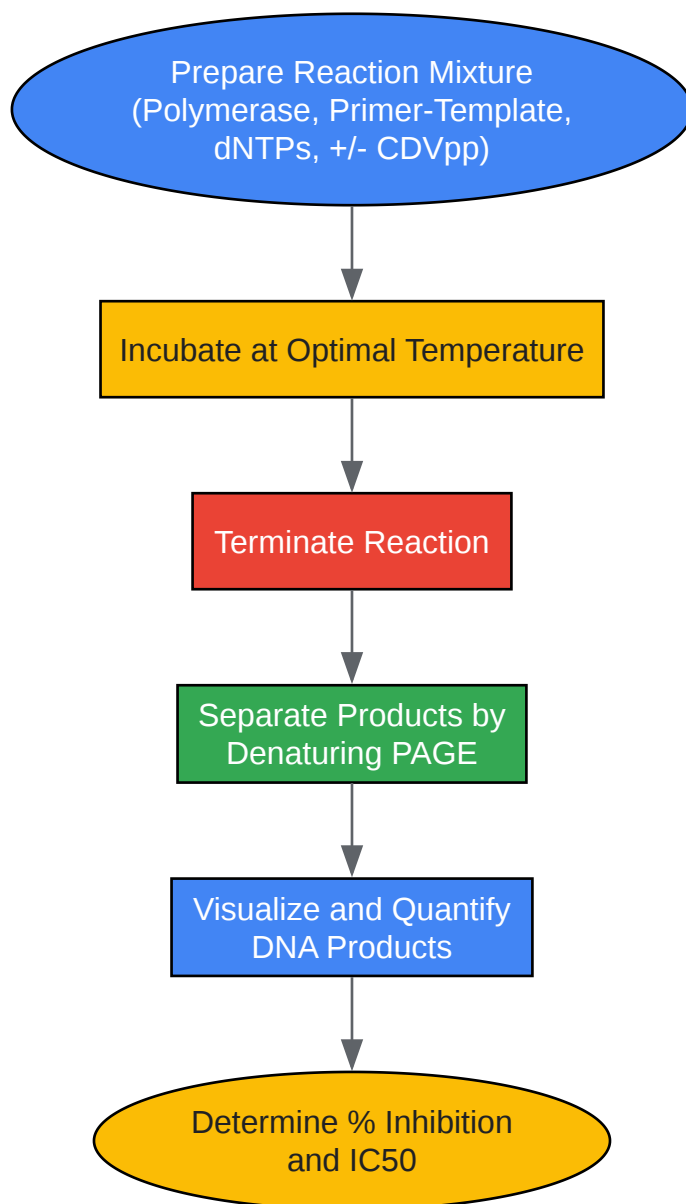 Prepare Reaction Mixture
(Polymerase, Primer-Template,
dNTPs, +/- CDVpp)
Incubate at Optimal Temperature
Terminate Reaction
Separate Products by
Denaturing PAGE
Visualize and Quantify
DNA Products
Determine % Inhibition
and IC50